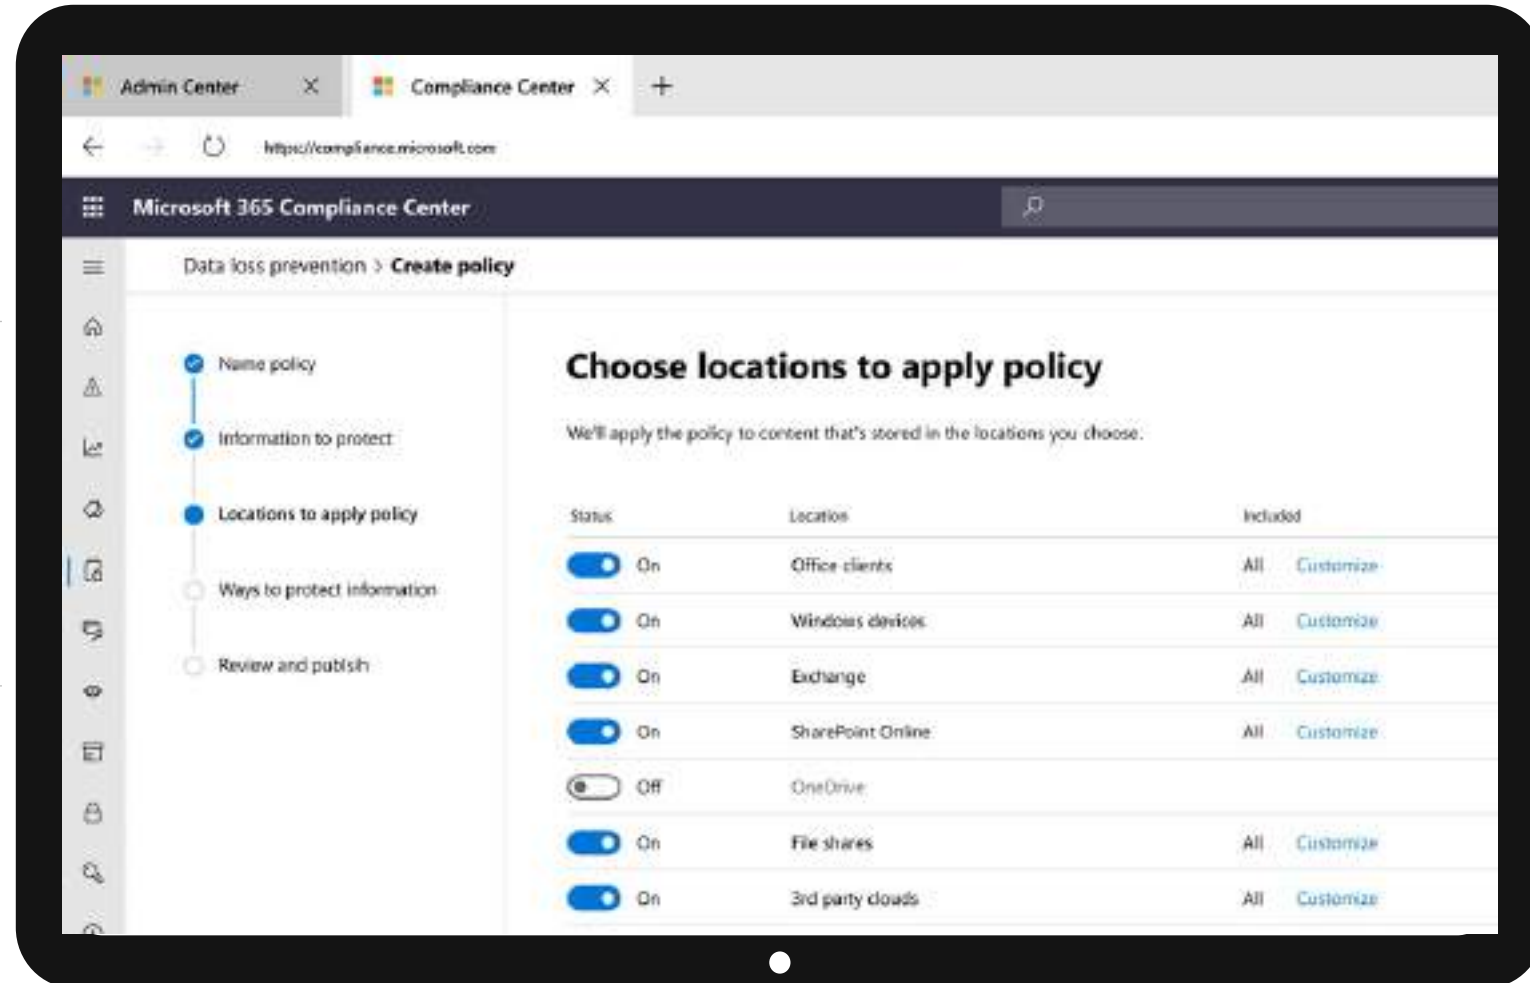 Admin Center
Compliance Center
https://compliance.microsoft.com
Microsoft 365 Compliance Center
Data loss prevention > Create policy
Name policy
Information to protect
Locations to apply policy
Ways to protect information
Review and publsih
Choose locations to apply policy
We'll apply the policy to content that's stored in the locations you choose.
Status Location Included
On Office clients All Customize
On Windows devices All Customize
On Exchange All Customize
On SharePoint Online All Customize
Off OneDrive
On File shares All Customize
On 3rd party clouds All Customize